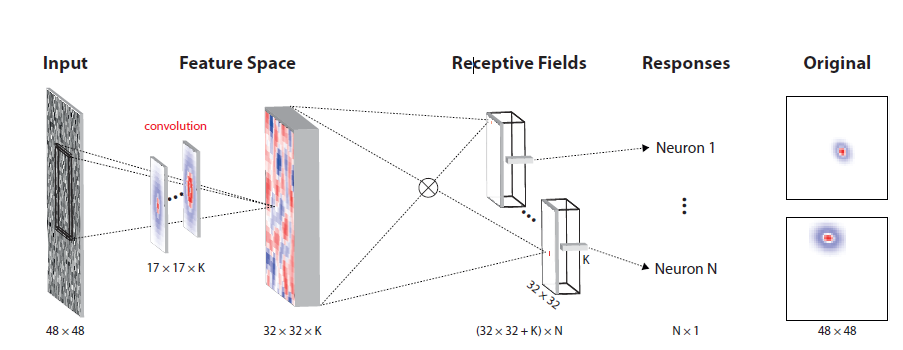 Input
Feature Space
Receptive Fields
Responses
Original
convolution
Neuron 1
17 × 17 × K
K
Neuron N
32 × 32
48 × 48
32 × 32 × K
(32 × 32 + K) × N
N × 1
48 × 48